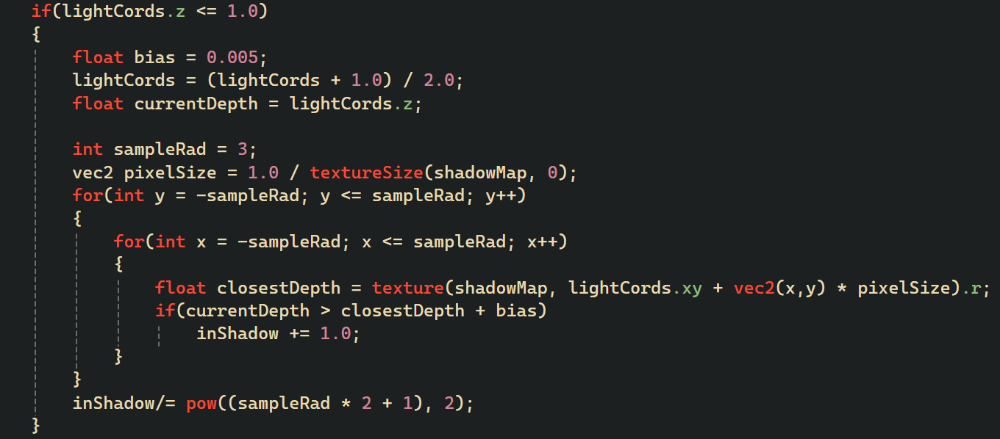 if(lightCords.z <= 1.0)
{
    float bias = 0.005;
    lightCords = (lightCords + 1.0) / 2.0;
    float currentDepth = lightCords.z;

    int sampleRad = 3;
    vec2 pixelSize = 1.0 / textureSize(shadowMap, 0);
    for(int y = -sampleRad; y <= sampleRad; y++)
    {
        for(int x = -sampleRad; x <= sampleRad; x++)
        {
            float closestDepth = texture(shadowMap, lightCords.xy + vec2(x,y) * pixelSize).r;
            if(currentDepth > closestDepth + bias)
                inShadow += 1.0;
        }
    }
    inShadow/= pow((sampleRad * 2 + 1), 2);
}